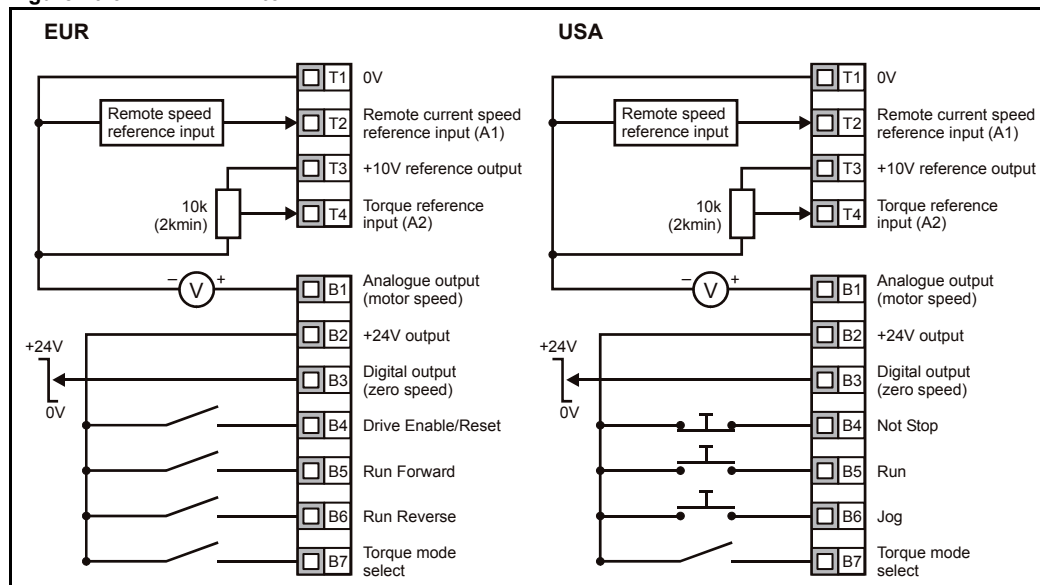 EUR
T1 0V
Remote speed
reference input
T2 Remote current speed
reference input (A1)
T3 +10V reference output
10k
(2kmin)
T4 Torque reference
input (A2)
– V +
B1 Analogue output
(motor speed)
B2 +24V output
+24V
0V
B3 Digital output
(zero speed)
B4 Drive Enable/Reset
B5 Run Forward
B6 Run Reverse
B7 Torque mode
select
USA
T1 0V
Remote speed
reference input
T2 Remote current speed
reference input (A1)
T3 +10V reference output
10k
(2kmin)
T4 Torque reference
input (A2)
– V +
B1 Analogue output
(motor speed)
B2 +24V output
+24V
0V
B3 Digital output
(zero speed)
B4 Not Stop
B5 Run
B6 Jog
B7 Torque mode
select